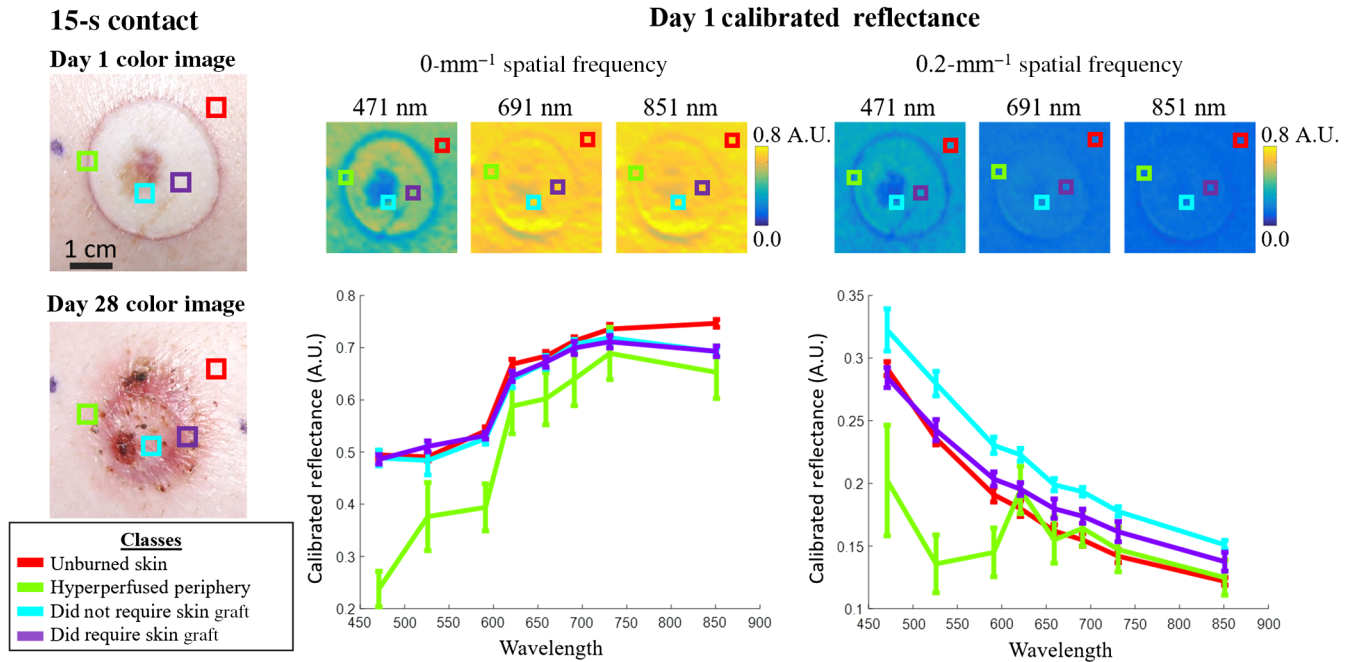 15-s contact
Day 1 color image
1 cm
Day 28 color image
Classes
Unburned skin
Hyperperfused periphery
Did not require skin graft
Did require skin graft
Day 1 calibrated reflectance
0-mm⁻¹ spatial frequency
471 nm
691 nm
851 nm
0.8 A.U.
0.0
0.2-mm⁻¹ spatial frequency
471 nm
691 nm
851 nm
0.8 A.U.
0.0
Calibrated reflectance (A.U.)
0.8
0.7
0.6
0.5
0.4
0.3
0.2
450 500 550 600 650 700 750 800 850 900
Wavelength
Calibrated reflectance (A.U.)
0.35
0.3
0.25
0.2
0.15
0.1
450 500 550 600 650 700 750 800 850 900
Wavelength